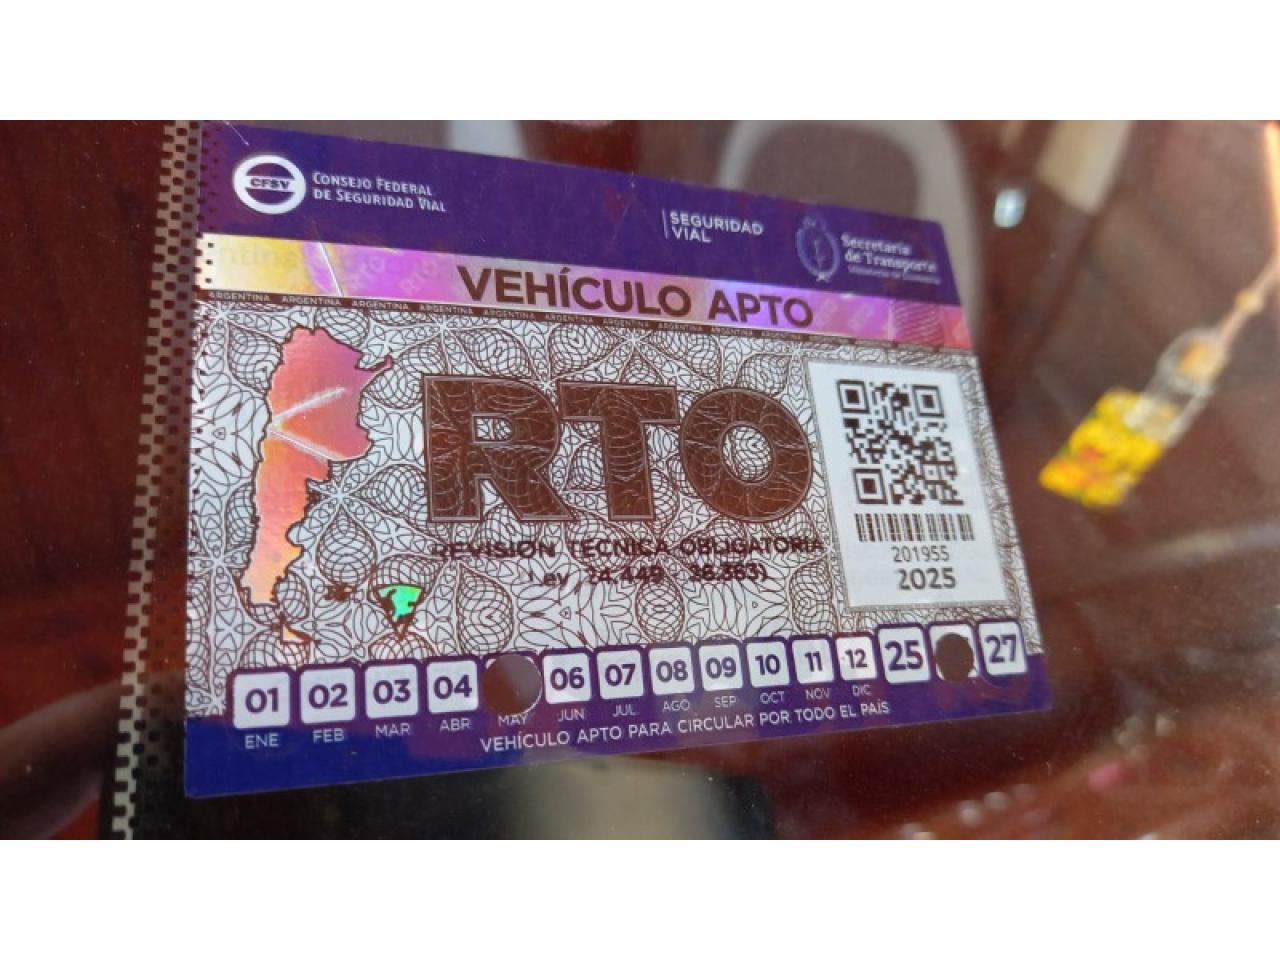 CFSV
CONSEJO FEDERAL
DE SEGURIDAD VIAL
SEGURIDAD
VIAL
Secretaría
de Transporte
VEHÍCULO APTO
ARGENTINA ARGENTINA ARGENTINA ARGENTINA ARGENTINA ARGENTINA ARGENTINA ARGENTINA ARGENTINA
RTO
REVISIÓN TÉCNICA OBLIGATORIA
201955
2025
01 02 03 04 06 07 08 09 10 11 12 25 27
ENE FEB MAR ABR MAY JUN JUL AGO SEP OCT NOV DIC
VEHÍCULO APTO PARA CIRCULAR POR TODO EL PAÍS